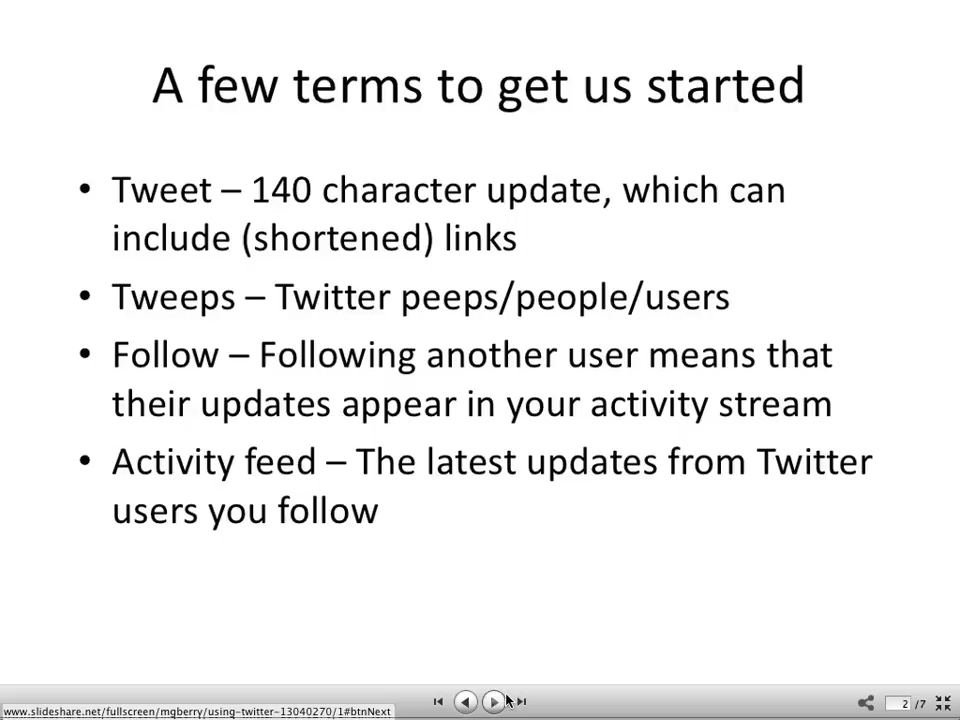 A few terms to get us started
• Tweet – 140 character update, which can
include (shortened) links
• Tweeps – Twitter peeps/people/users
• Follow – Following another user means that
their updates appear in your activity stream
• Activity feed – The latest updates from Twitter
users you follow
www.slideshare.net/fullscreen/mgberry/using-twitter-13040270/1#btnNext
2 /7